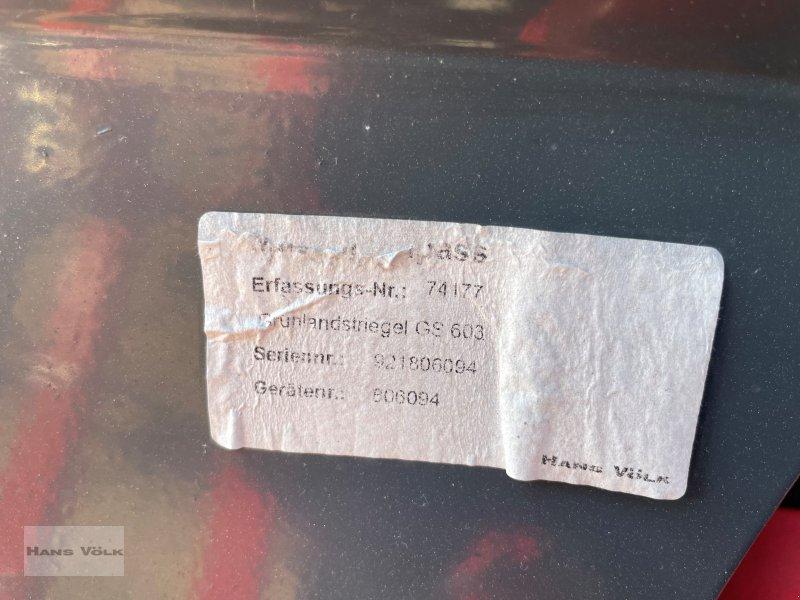 Erfassungs-Nr.: 74177
Grünlandstriegel GS 603
Seriennr.: 921806094
Gerätenr.: 806094
HANS VÖLK
HANS VÖLK